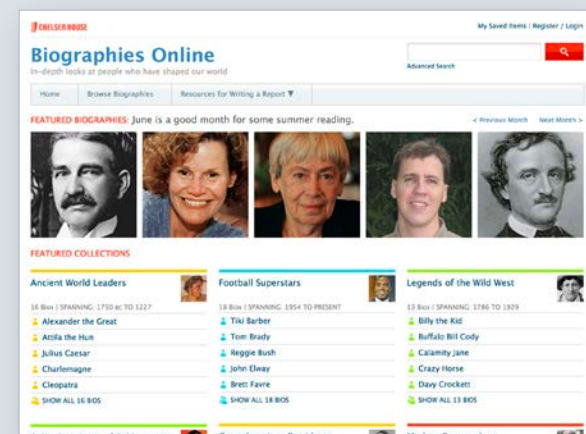 CHELSEA HOUSE
My Saved Items | Register / Login
Biographies Online
In-depth looks at people who have shaped our world
Advanced Search
Home Browse Biographies Resources for Writing a Report ▼
FEATURED BIOGRAPHIES: June is a good month for some summer reading.
< Previous Month Next Month >
FEATURED COLLECTIONS
Ancient World Leaders
16 Bios | SPANNING: 1750 BC TO 1227
Alexander the Great
Attila the Hun
Julius Caesar
Charlemagne
Cleopatra
SHOW ALL 16 BIOS
Football Superstars
18 Bios | SPANNING: 1954 TO PRESENT
Tiki Barber
Tom Brady
Reggie Bush
John Elway
Brett Favre
SHOW ALL 18 BIOS
Legends of the Wild West
13 Bios | SPANNING: 1786 TO 1929
Billy the Kid
Buffalo Bill Cody
Calamity Jane
Crazy Horse
Davy Crockett
SHOW ALL 13 BIOS